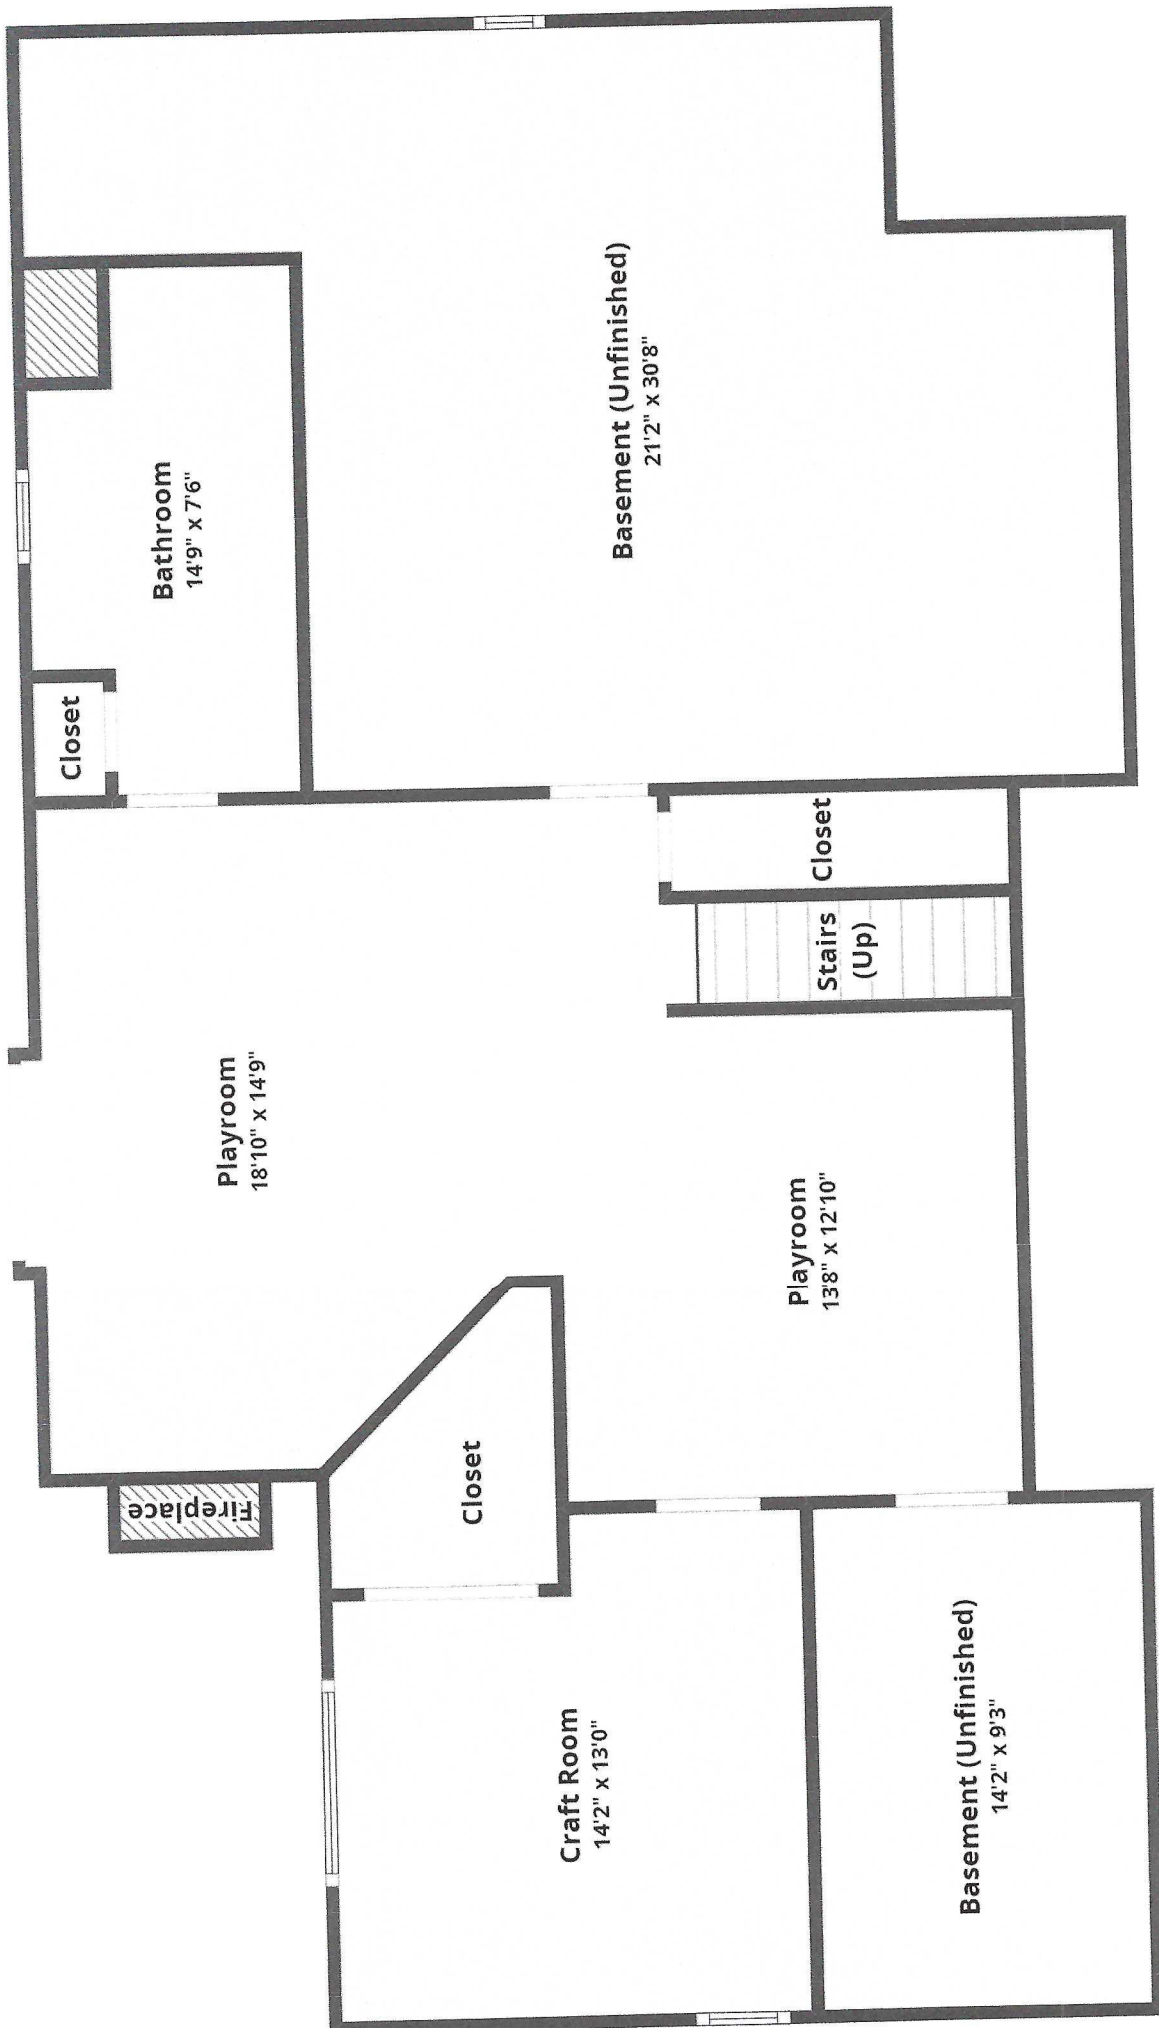 Closet
Bathroom
14'9" x 7'6"
Playroom
18'10" x 14'9"
Fireplace
Closet
Basement (Unfinished)
21'2" x 30'8"
Craft Room
14'2" x 13'0"
Playroom
13'8" x 12'10"
Stairs
(Up)
Closet
Basement (Unfinished)
14'2" x 9'3"